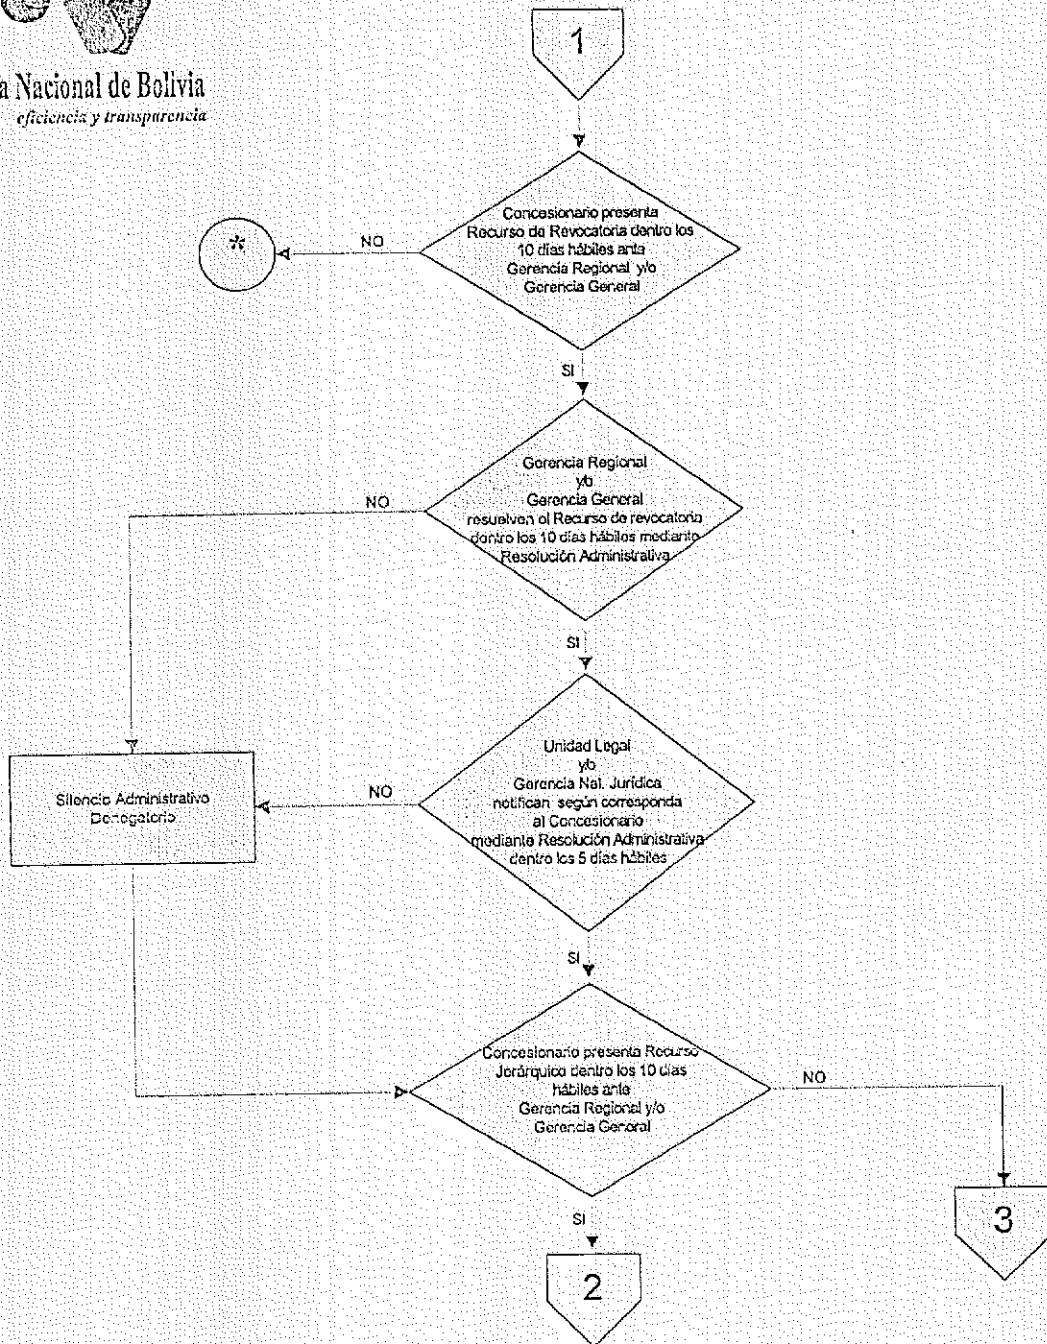 a Nacional de Bolivia
eficiencia y transparencia
1
Concesionario presenta
Recurso de Revocatoria dentro los
10 días hábiles ante
Gerencia Regional y/o
Gerencia General
NO
*
SI
Gerencia Regional
y/o
Gerencia General
resuelven el Recurso de revocatoria
dentro los 10 días hábiles mediante
Resolución Administrativa
NO
SI
Unidad Legal
y/o
Gerencia Nal. Jurídica
notifican según corresponda
al Concesionario
mediante Resolución Administrativa
dentro los 5 días hábiles
NO
Silencio Administrativo
Denegatorio
SI
Concesionario presenta Recurso
Jerárquico dentro los 10 días
hábiles ante
Gerencia Regional y/o
Gerencia General
NO
SI
3
2